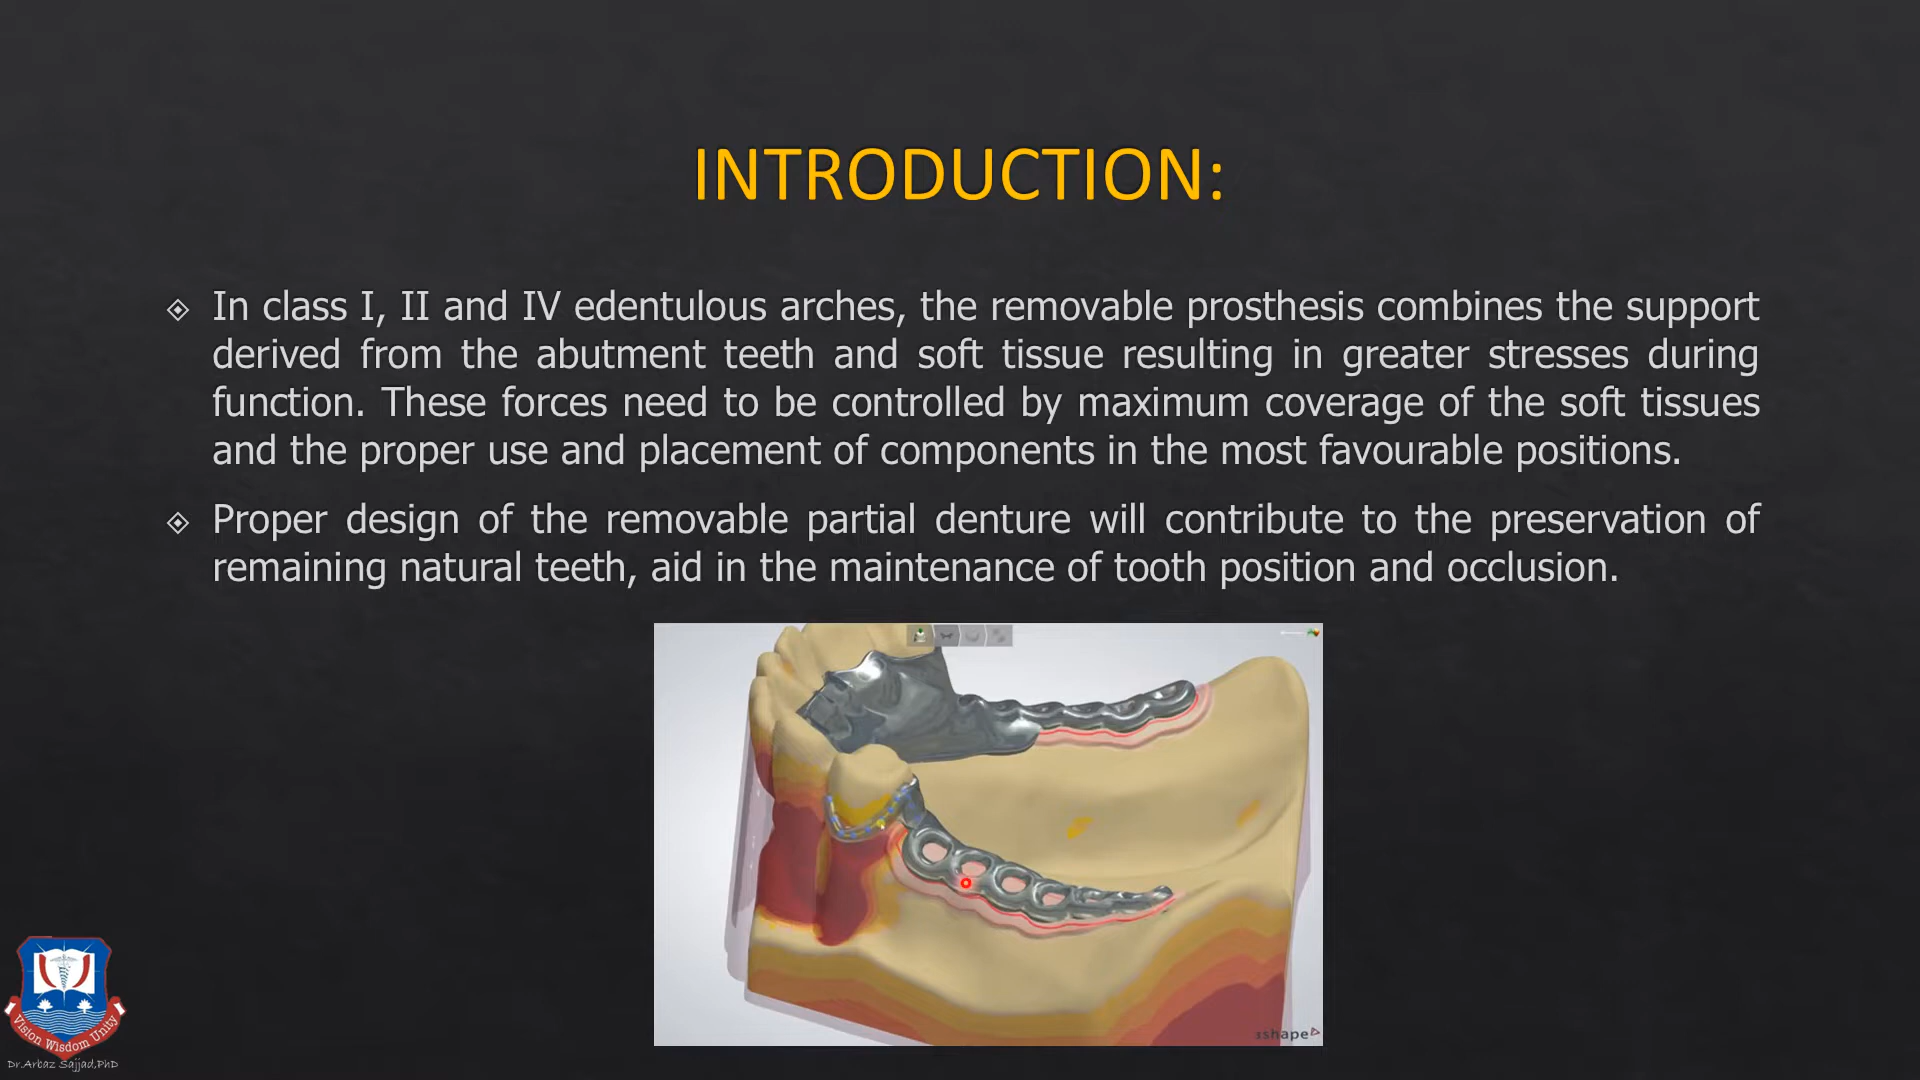 INTRODUCTION:
In class I, II and IV edentulous arches, the removable prosthesis combines the support
derived from the abutment teeth and soft tissue resulting in greater stresses during
function. These forces need to be controlled by maximum coverage of the soft tissues
and the proper use and placement of components in the most favourable positions.
Proper design of the removable partial denture will contribute to the preservation of
remaining natural teeth, aid in the maintenance of tooth position and occlusion.
3shape
Vision Wisdom Unity
Dr.Arbaz Sajjad,PhD